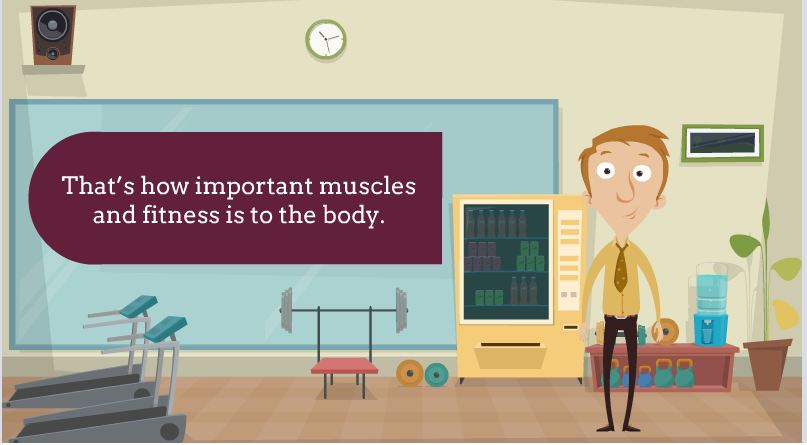 That's how important muscles
and fitness is to the body.